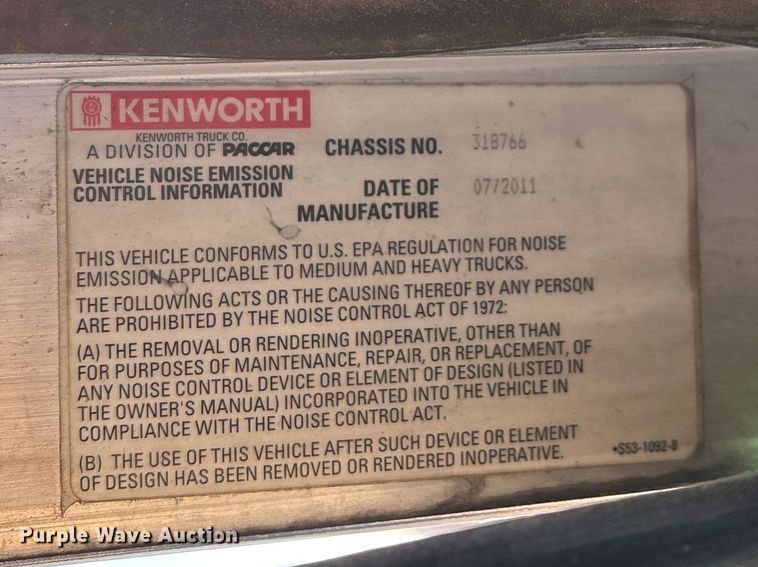 KENWORTH
KENWORTH TRUCK CO.
A DIVISION OF PACCAR
CHASSIS NO. 318766
VEHICLE NOISE EMISSION
CONTROL INFORMATION
DATE OF
MANUFACTURE
07/2011
THIS VEHICLE CONFORMS TO U.S. EPA REGULATION FOR NOISE
EMISSION APPLICABLE TO MEDIUM AND HEAVY TRUCKS.
THE FOLLOWING ACTS OR THE CAUSING THEREOF BY ANY PERSON
ARE PROHIBITED BY THE NOISE CONTROL ACT OF 1972:
(A) THE REMOVAL OR RENDERING INOPERATIVE, OTHER THAN
FOR PURPOSES OF MAINTENANCE, REPAIR, OR REPLACEMENT, OF
ANY NOISE CONTROL DEVICE OR ELEMENT OF DESIGN (LISTED IN
THE OWNER'S MANUAL) INCORPORATED INTO THE VEHICLE IN
COMPLIANCE WITH THE NOISE CONTROL ACT.
(B) THE USE OF THIS VEHICLE AFTER SUCH DEVICE OR ELEMENT
OF DESIGN HAS BEEN REMOVED OR RENDERED INOPERATIVE.
•S53-1092-8
Purple Wave Auction